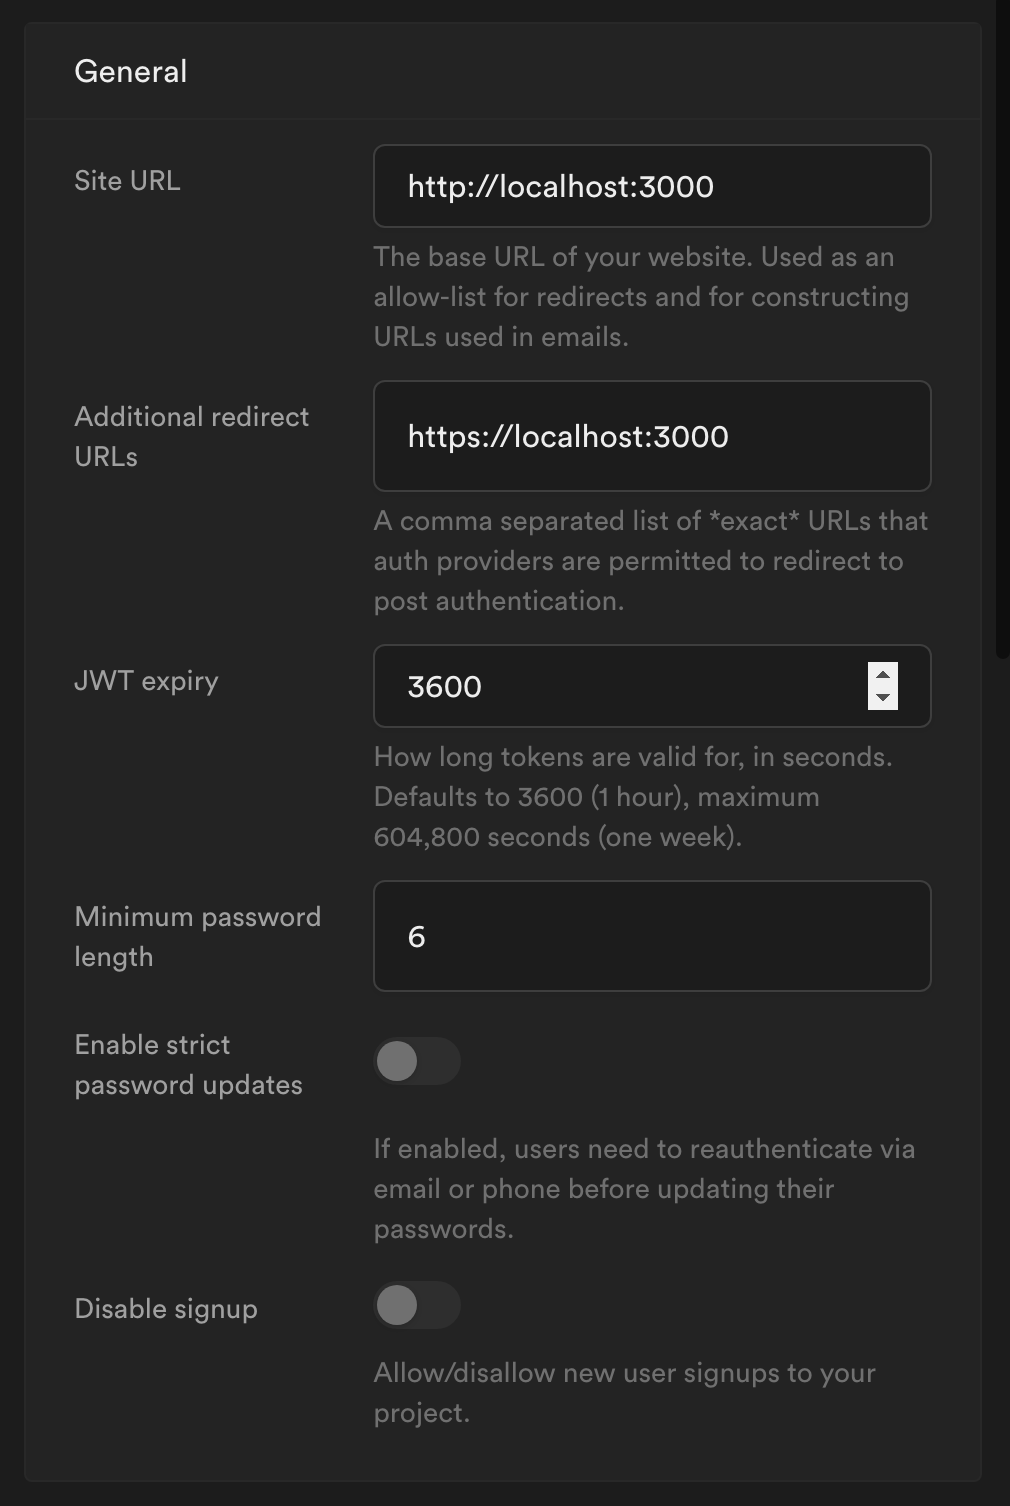 General
Site URL
http://localhost:3000
The base URL of your website. Used as an
allow-list for redirects and for constructing
URLs used in emails.
Additional redirect
URLs
https://localhost:3000
A comma separated list of *exact* URLs that
auth providers are permitted to redirect to
post authentication.
JWT expiry
3600
How long tokens are valid for, in seconds.
Defaults to 3600 (1 hour), maximum
604,800 seconds (one week).
Minimum password
length
6
Enable strict
password updates
If enabled, users need to reauthenticate via
email or phone before updating their
passwords.
Disable signup
Allow/disallow new user signups to your
project.